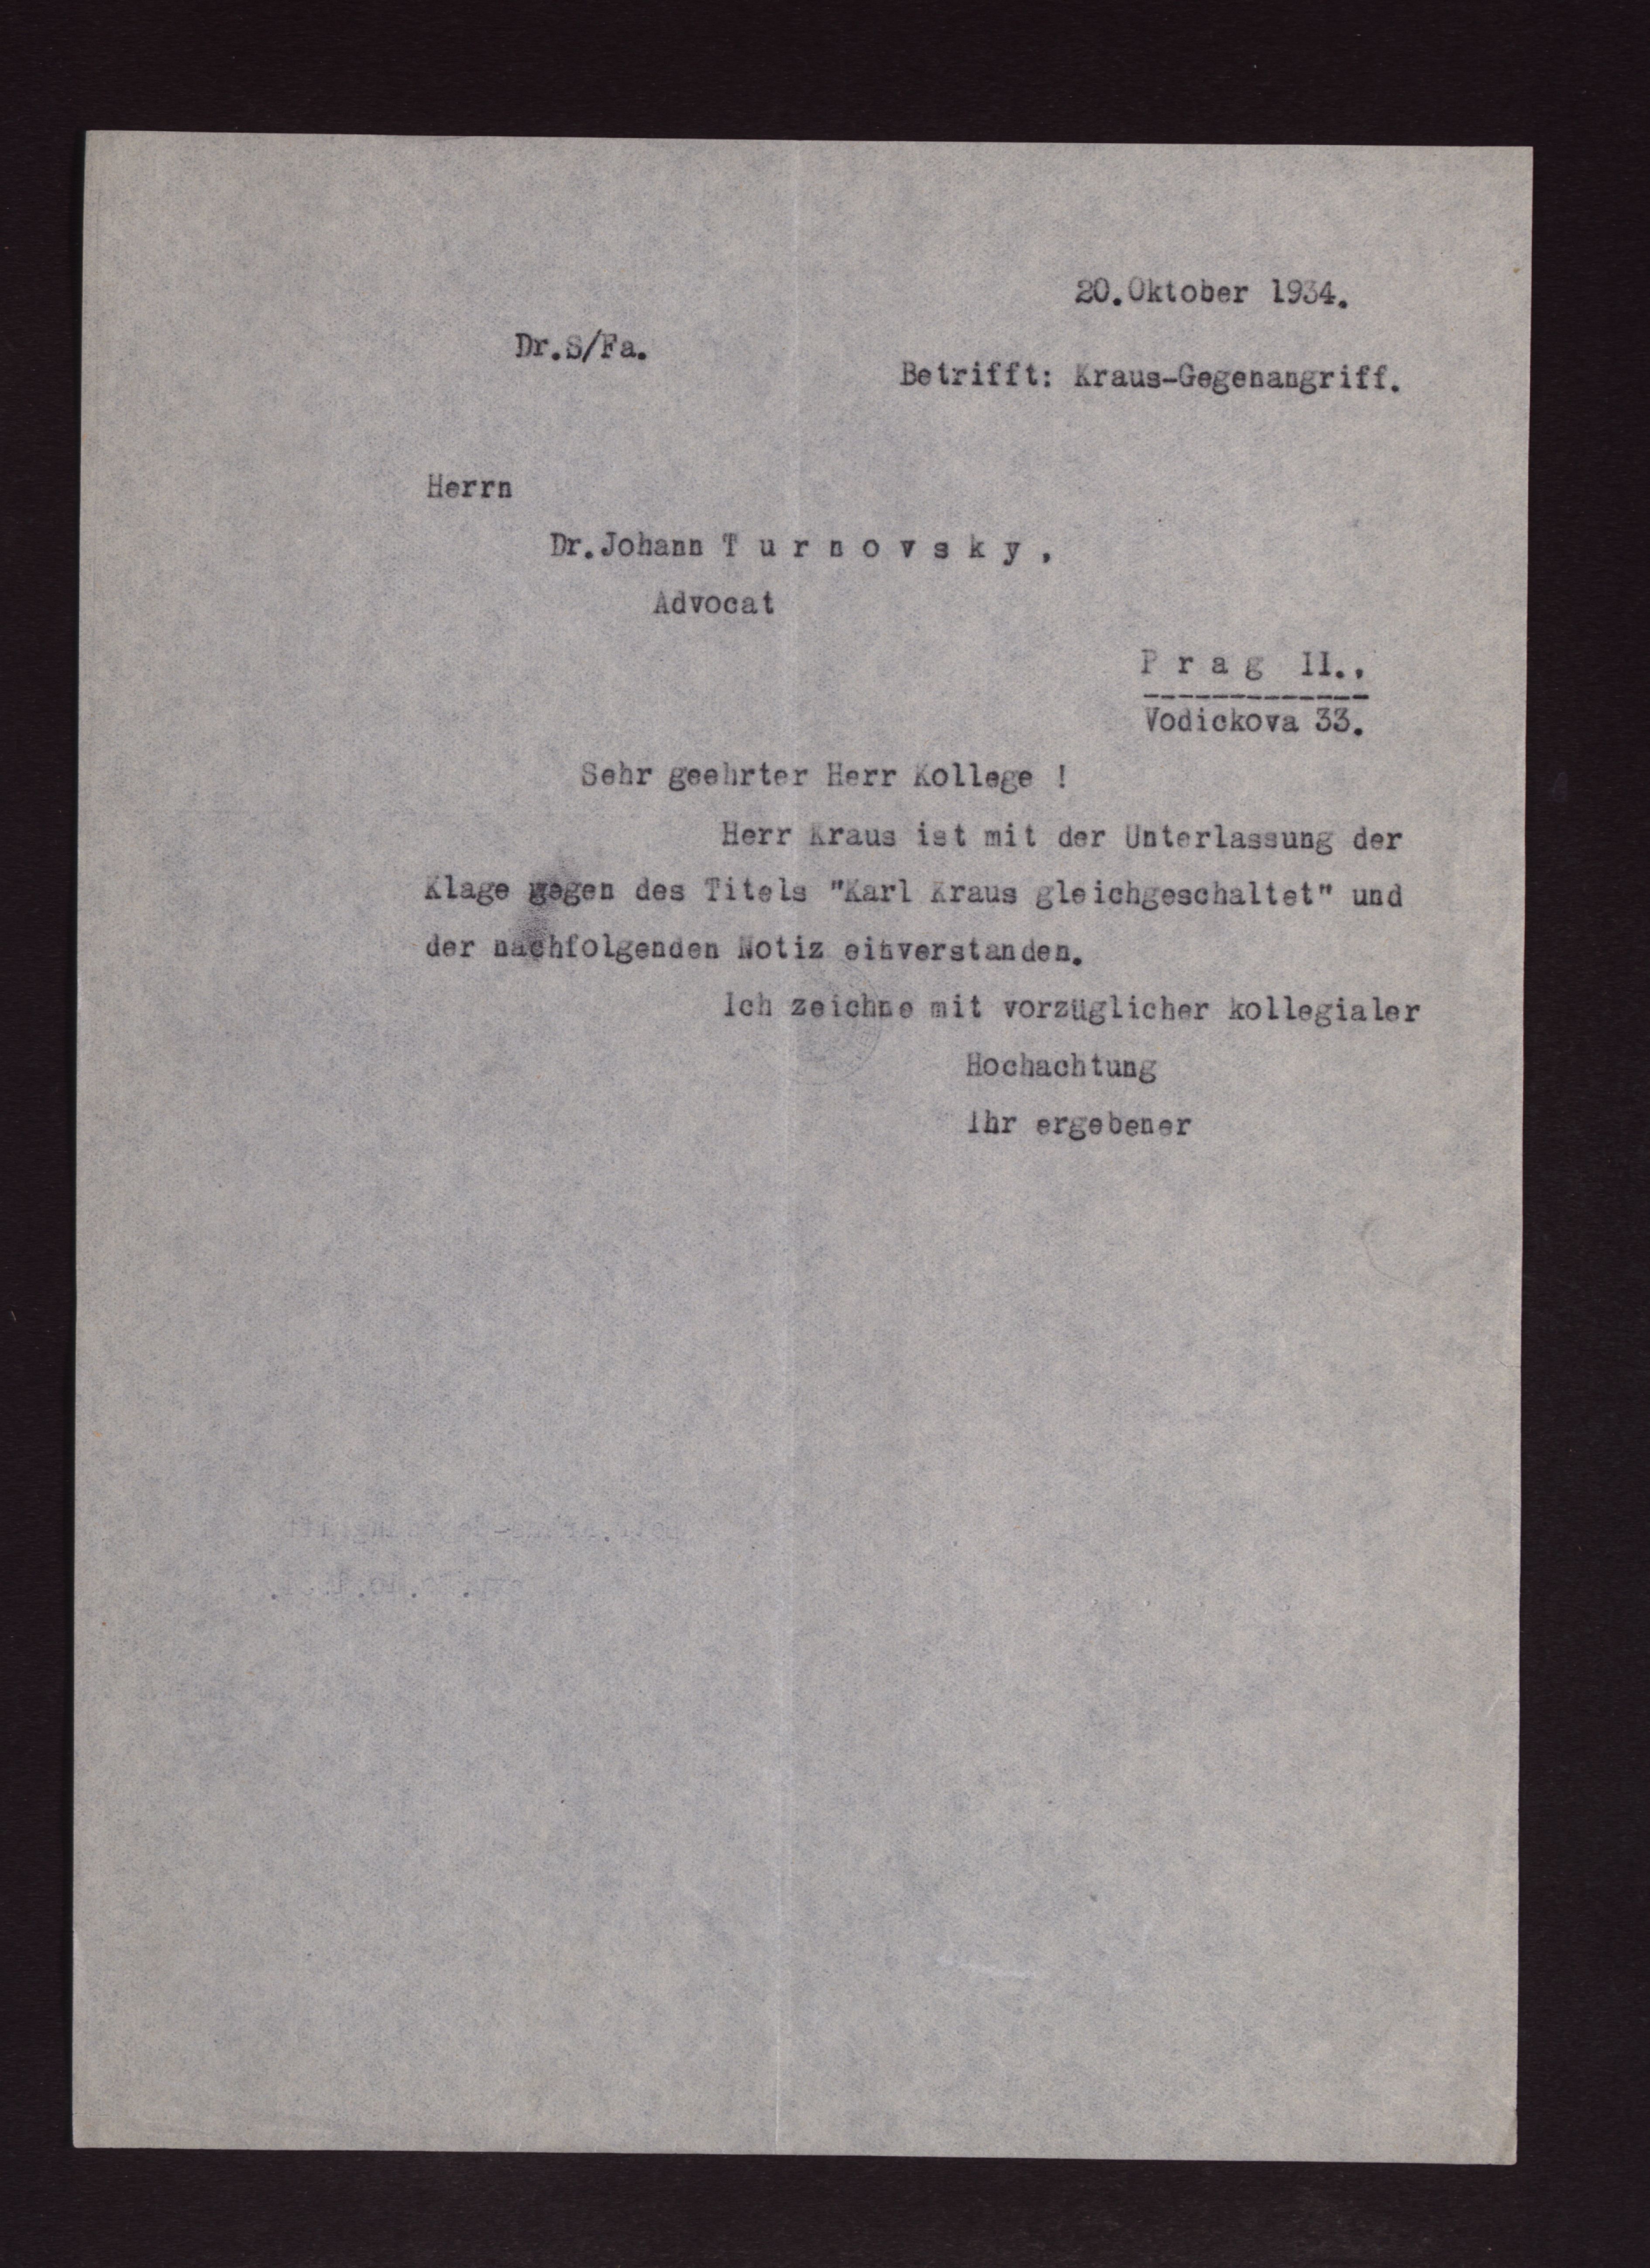 20.Oktober 1934.
Dr.S/Fa.
Betrifft: Kraus-Gegenangriff.
Herrn
Dr.Johann T u r n o v s k y ,
Advocat
P r a g II.,
Vodickova 33.
Sehr geehrter Herr Kollege !
Herr Kraus ist mit der Unterlassung der
Klage wegen des Titels "Karl Kraus gleichgeschaltet" und
der nachfolgenden Notiz einverstanden.
Ich zeichne mit vorzüglicher kollegialer
Hochachtung
Ihr ergebener